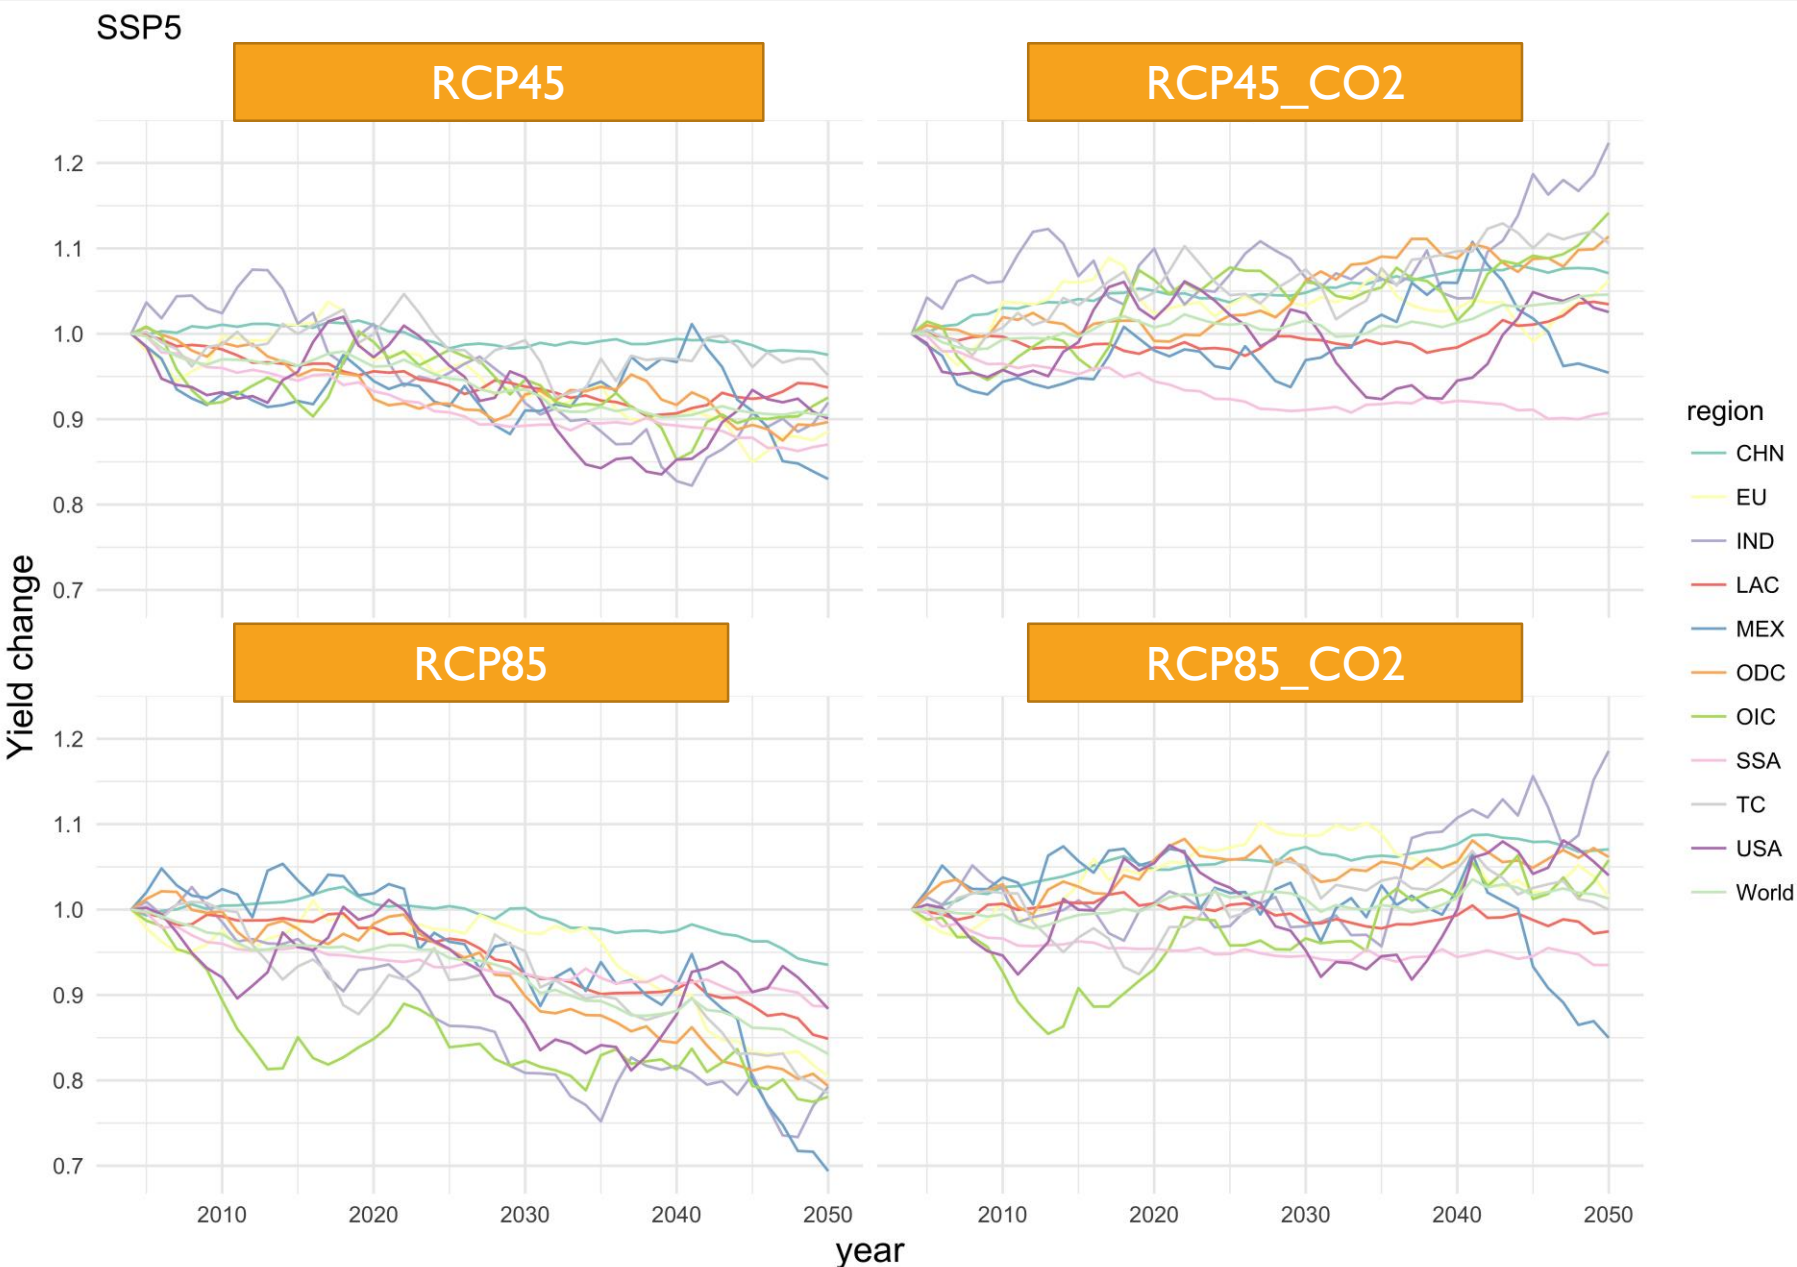 SSP5
RCP45
RCP45_CO2
1.2
1.1
1.0
0.9
0.8
0.7
RCP85
RCP85_CO2
1.2
1.1
1.0
0.9
0.8
0.7
2010 2020 2030 2040 2050
2010 2020 2030 2040 2050
year
Yield change
region
CHN
EU
IND
LAC
MEX
ODC
OIC
SSA
TC
USA
World